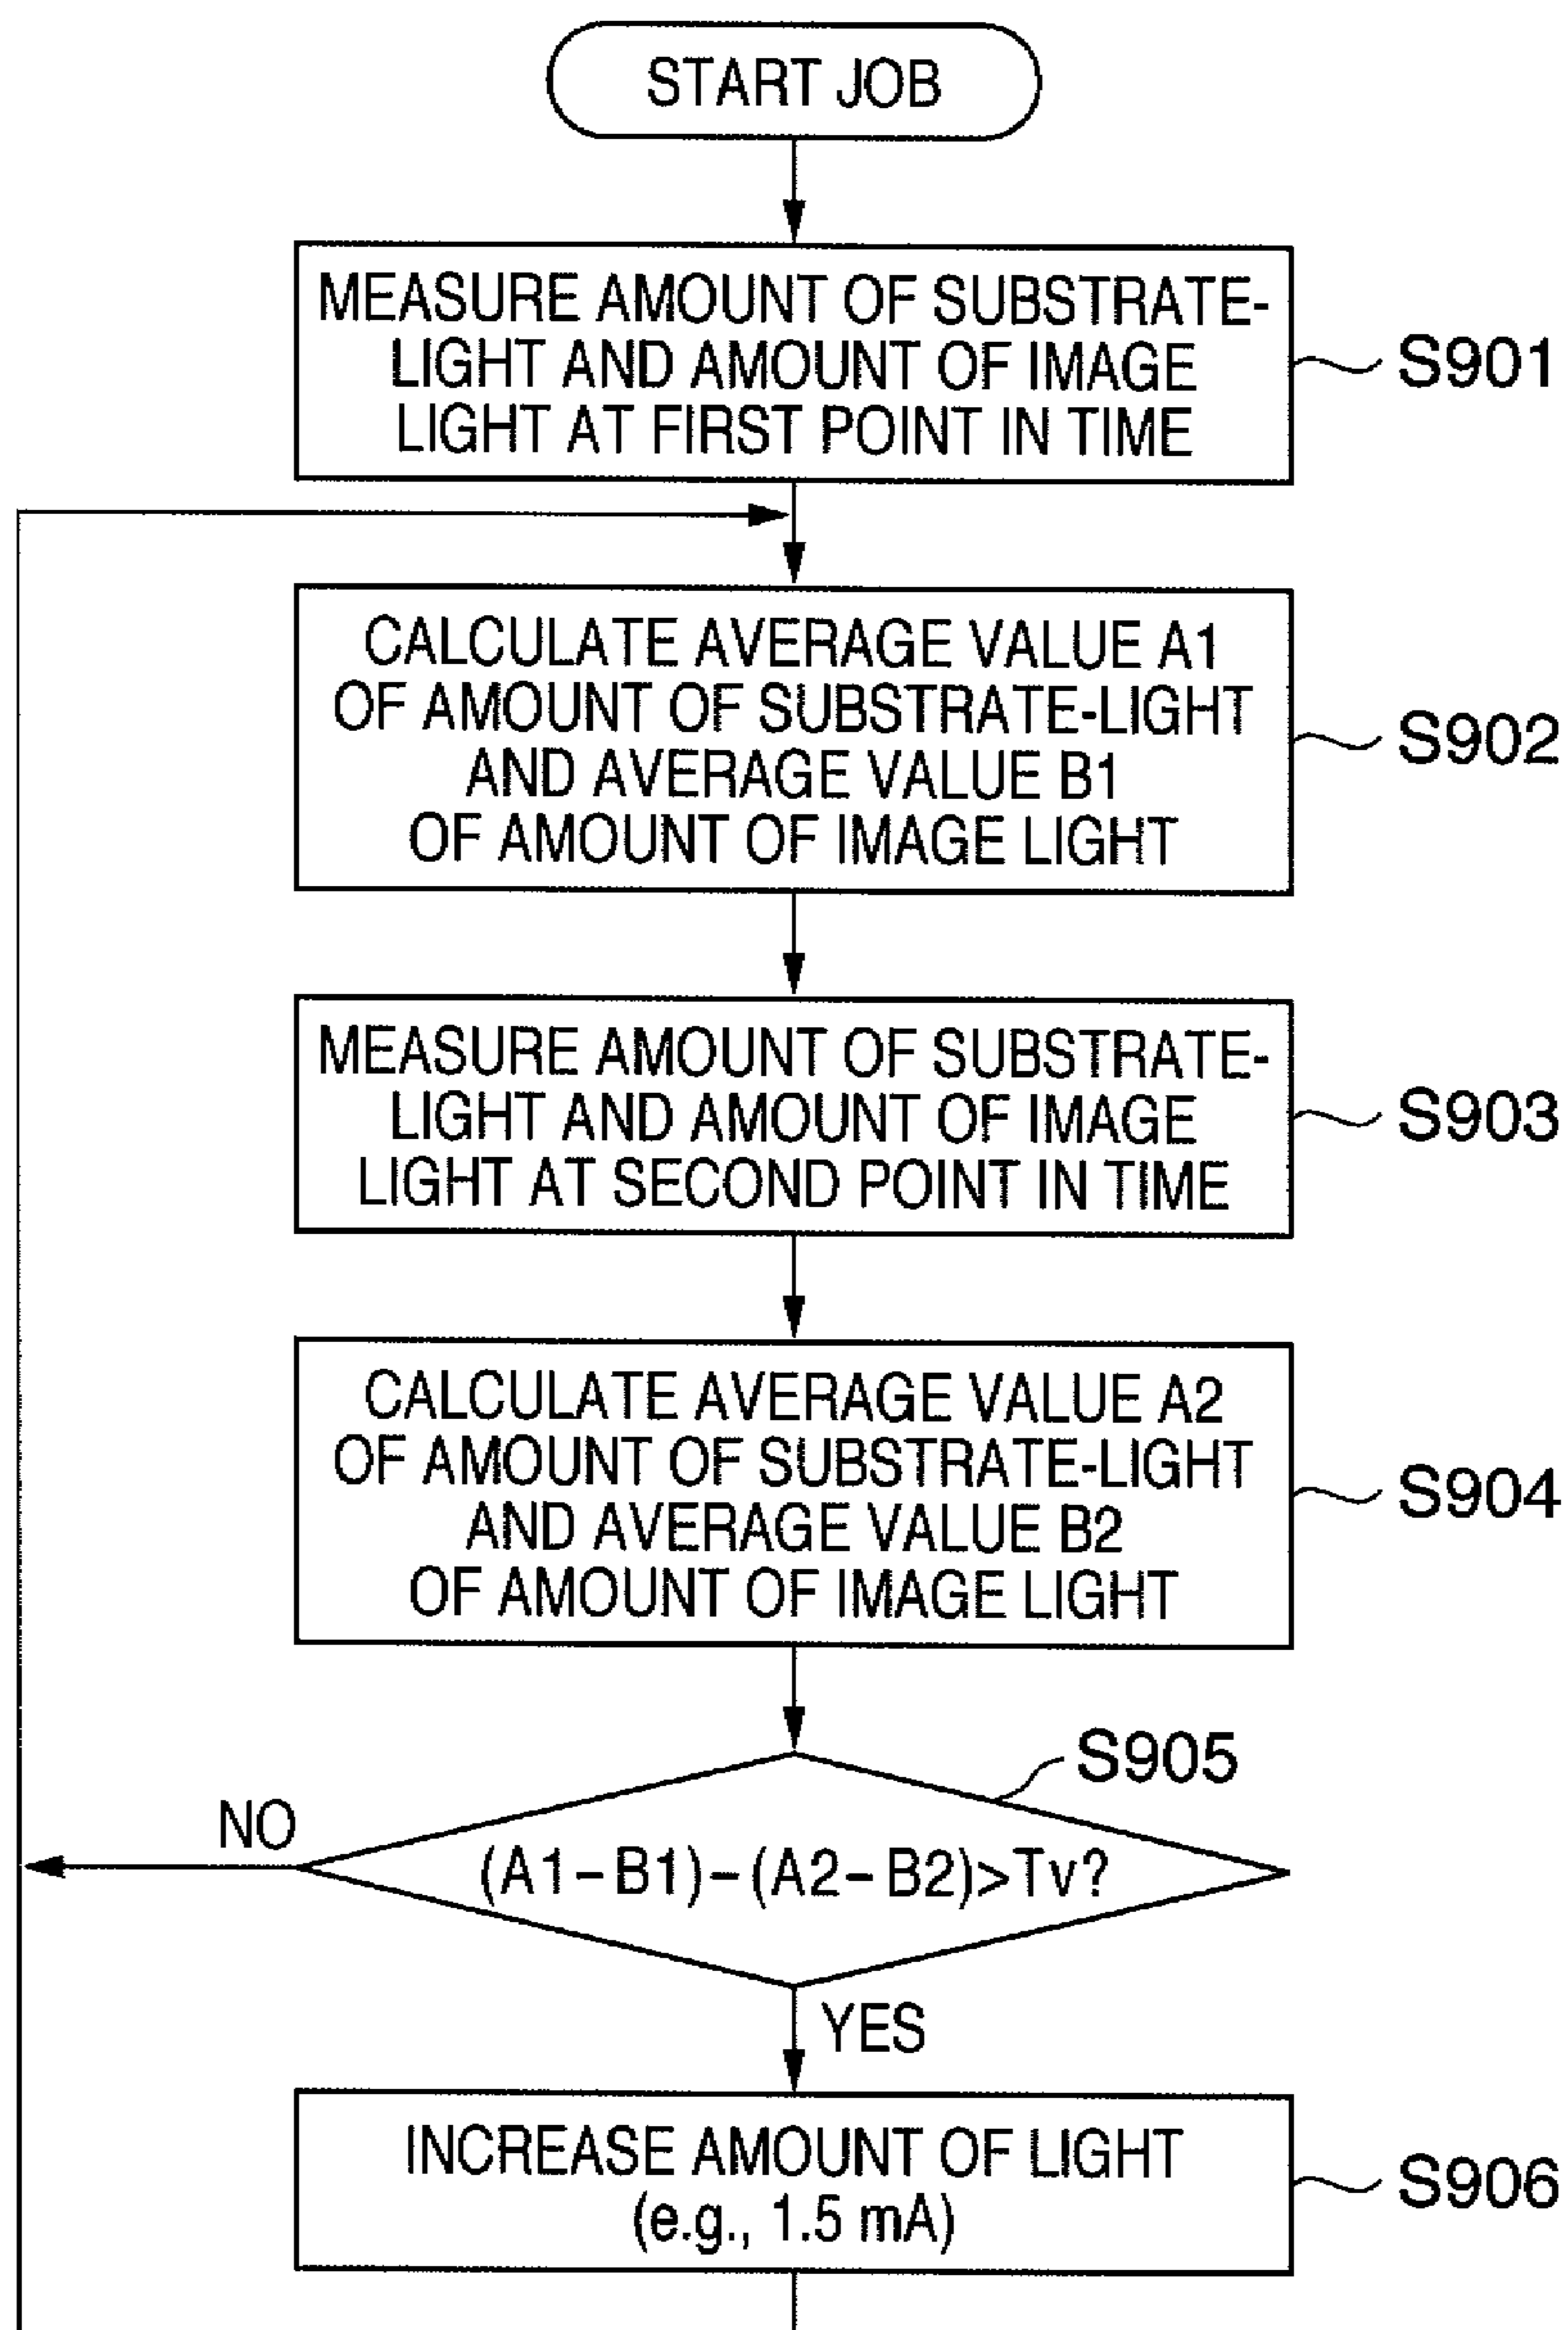 START JOB
MEASURE AMOUNT OF SUBSTRATE-
LIGHT AND AMOUNT OF IMAGE
LIGHT AT FIRST POINT IN TIME
S901
CALCULATE AVERAGE VALUE A1
OF AMOUNT OF SUBSTRATE-LIGHT
AND AVERAGE VALUE B1
OF AMOUNT OF IMAGE LIGHT
S902
MEASURE AMOUNT OF SUBSTRATE-
LIGHT AND AMOUNT OF IMAGE
LIGHT AT SECOND POINT IN TIME
S903
CALCULATE AVERAGE VALUE A2
OF AMOUNT OF SUBSTRATE-LIGHT
AND AVERAGE VALUE B2
OF AMOUNT OF IMAGE LIGHT
S904
S905
NO
(A1-B1)-(A2-B2)>Tv?
YES
INCREASE AMOUNT OF LIGHT
(e.g., 1.5 mA)
S906